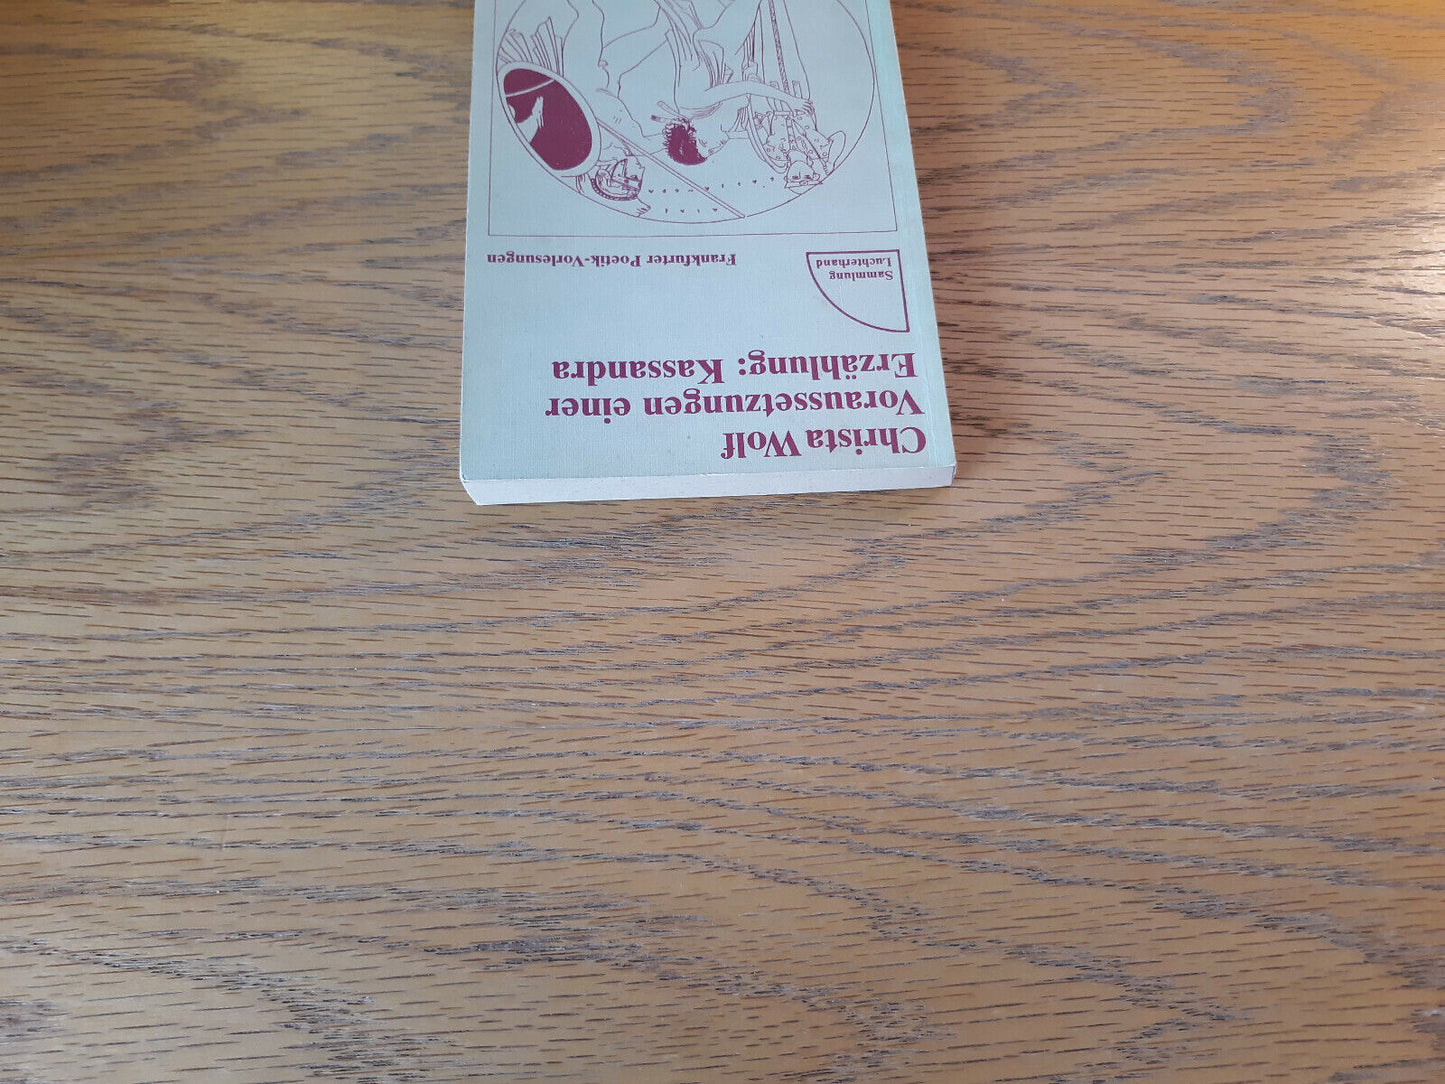 Christa Wolf
Voraussetzungen einer
Erzählung: Kassandra
Sammlung
Luchterhand
Frankfurter Poetik-Vorlesungen